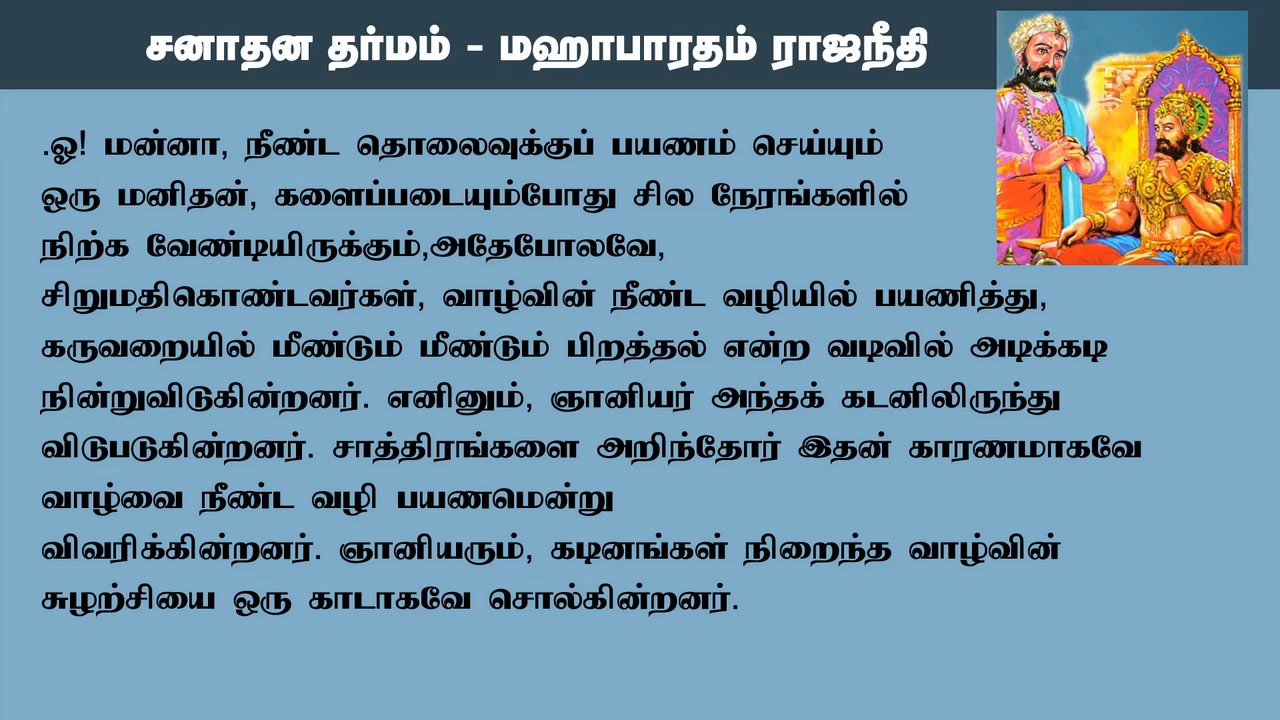 சனாதன தர்மம் - மஹாபாரதம் ராஜநீதி
.ஓ! மன்னா, நீண்ட தொலைவுக்குப் பயணம் செய்யும்
ஒரு மனிதன், களைப்படையும்போது சில நேரங்களில்
நிற்க வேண்டியிருக்கும்,அதேபோலவே,
சிறுமதிகொண்டவர்கள், வாழ்வின் நீண்ட வழியில் பயணித்து,
கருவறையில் மீண்டும் மீண்டும் பிறத்தல் என்ற வடிவில் அடிக்கடி
நின்றுவிடுகின்றனர். எனினும், ஞானியர் அந்தக் கடனிலிருந்து
விடுபடுகின்றனர். சாத்திரங்களை அறிந்தோர் இதன் காரணமாகவே
வாழ்வை நீண்ட வழி பயணமென்று
விவரிக்கின்றனர். ஞானியரும், கடினங்கள் நிறைந்த வாழ்வின்
சுழற்சியை ஒரு காடாகவே சொல்கின்றனர்.